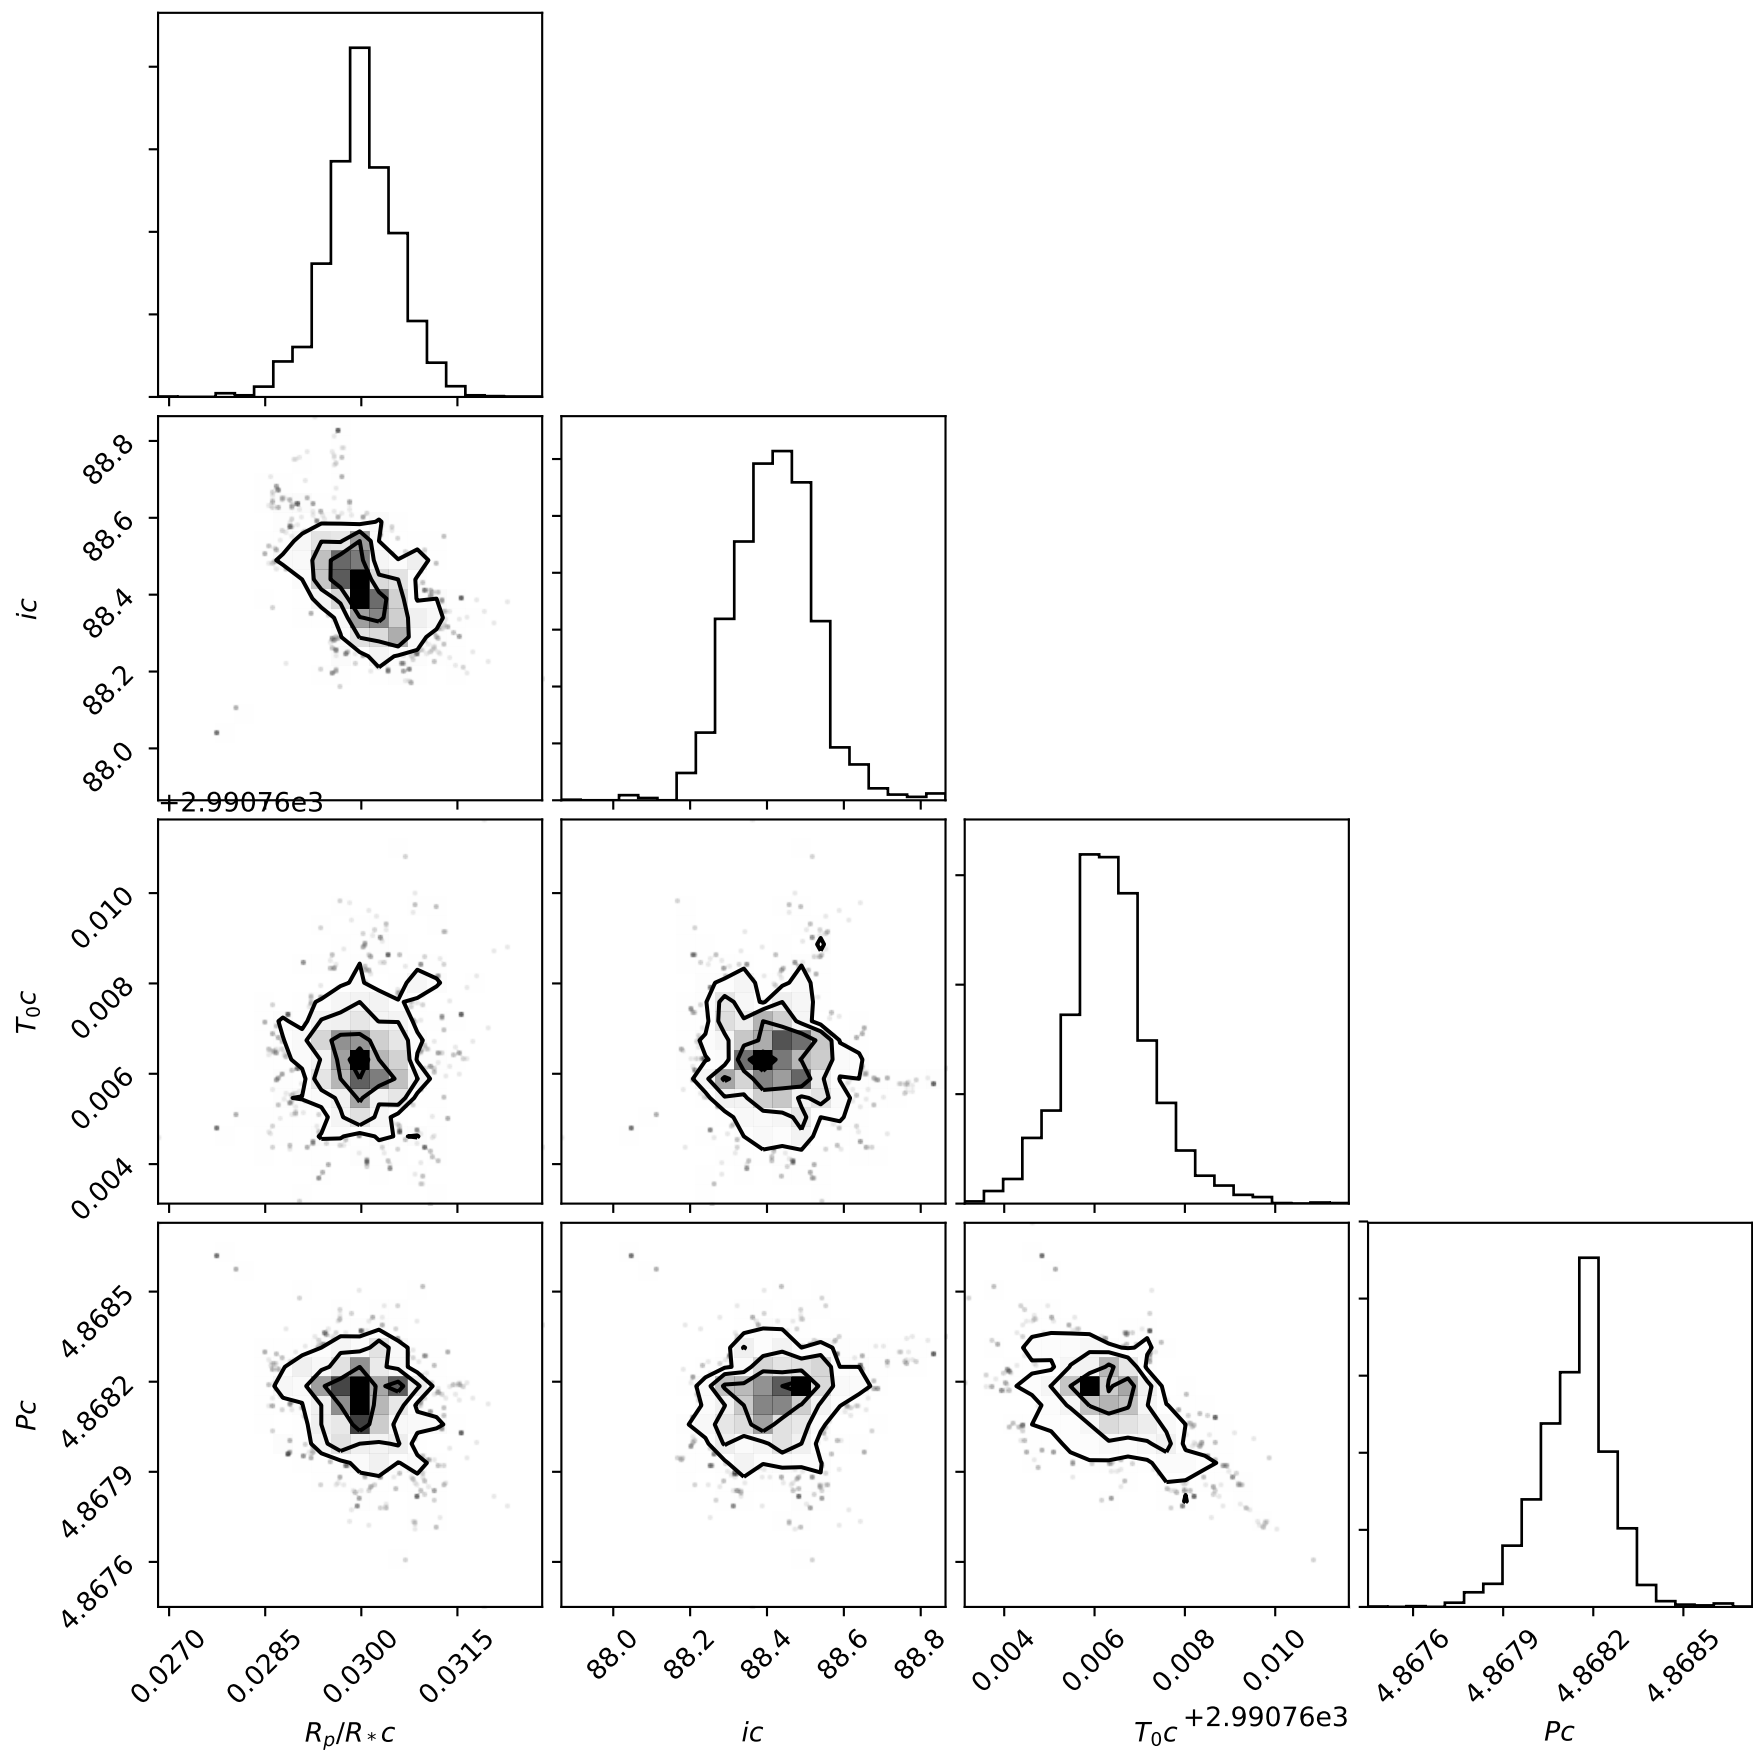 88.8
88.6
88.4
88.2
88.0
ic
+2.99076e3
0.010
0.008
0.006
0.004
T₀c
4.8685
4.8682
4.8679
4.8676
Pc
0.0270 0.0285 0.0300 0.0315
88.0 88.2 88.4 88.6 88.8
0.004 0.006 0.008 0.010
4.8676 4.8679 4.8682 4.8685
+2.99076e3
Rₚ/R*c
ic
T₀c
Pc